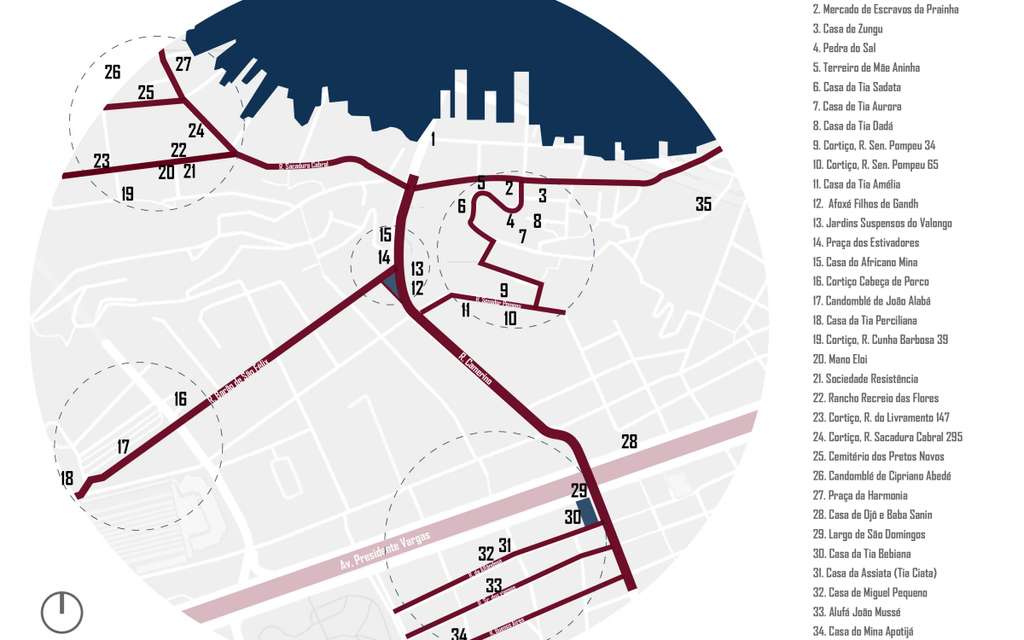 2. Mercado de Escravos da Prainha
3. Casa de Zungu
4. Pedra do Sal
5. Terreiro de Mãe Aninha
6. Casa da Tia Sadata
7. Casa de Tia Aurora
8. Casa da Tia Dadá
9. Cortiço, R. Sen. Pompeu 34
10. Cortiço, R. Sen. Pompeu 65
11. Casa da Tia Amélia
12. Afoxé Filhos de Gandh
13. Jardins Suspensos do Valongo
14. Praça dos Estivadores
15. Casa do Africano Mina
16. Cortiço Cabeça de Porco
17. Candomblé de João Alabá
18. Casa da Tia Perciliana
19. Cortiço, R. Cunha Barbosa 39
20. Mano Eloi
21. Sociedade Resistência
22. Rancho Recreio das Flores
23. Cortiço, R. do Livramento 147
24. Cortiço, R. Sacadura Cabral 295
25. Cemitério dos Pretos Novos
26. Candomblé de Cipriano Abedé
27. Praça da Harmonia
28. Casa de Ojô e Baba Sanin
29. Largo de São Domingos
30. Casa da Tia Bebiana
31. Casa da Assiata (Tia Ciata)
32. Casa de Miguel Pequeno
33. Alufá João Mussé
34. Casa do Mina Apotijá
26
27
25
24
22
23
20
21
19
1
R. Sacadura Cabral
5
2
3
35
6
4
8
7
15
14
13
12
9
R. Senador Pompeu
11
10
R. Camerino
R. Barão de São Félix
16
17
18
28
29
30
Av. Presidente Vargas
31
32
33
R. Buenos Aires
34